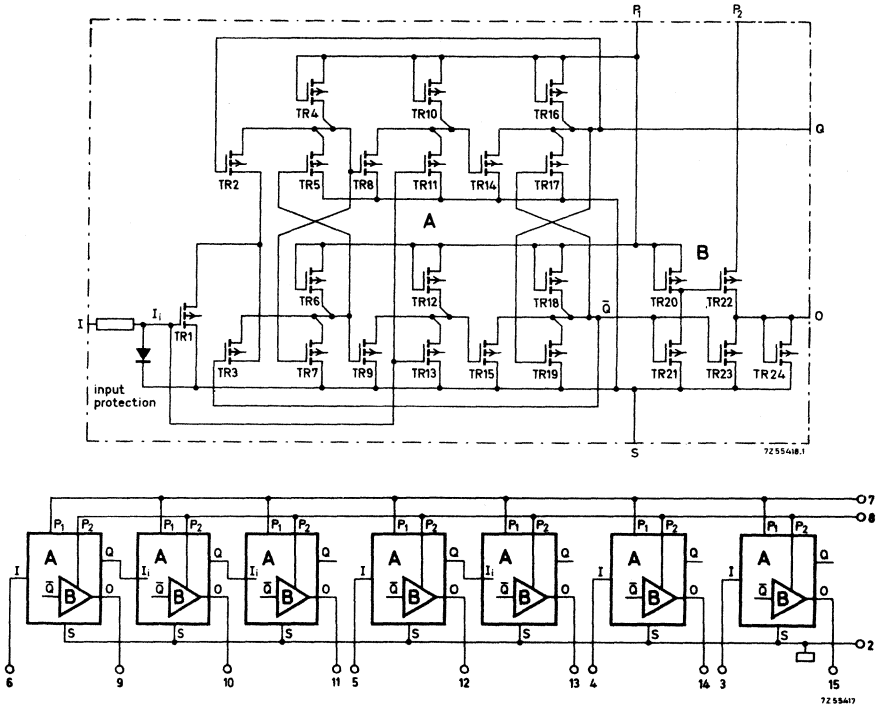 P1 P2
TR4 TR10 TR16
Q
TR2 TR5 TR8 TR11 TR14 TR17
A
B
TR6 TR12 TR18 Q̅ TR20 TR22
I Ii TR1
O
TR3 TR7 TR9 TR13 TR15 TR19 TR21 TR23 TR24
input
protection
S
7Z55418.1
7
8
P1 P2 P1 P2 P1 P2 P1 P2 P1 P2 P1 P2 P1 P2
A Q A Q A Q A Q A Q A Q A Q
I Ii Ii I Ii I I
Q̅ B O Q̅ B O Q̅ B O Q̅ B O Q̅ B O Q̅ B O Q̅ B O
S S S S S S S
2
6 9 10 11 5 12 13 4 14 3 15
7Z55417